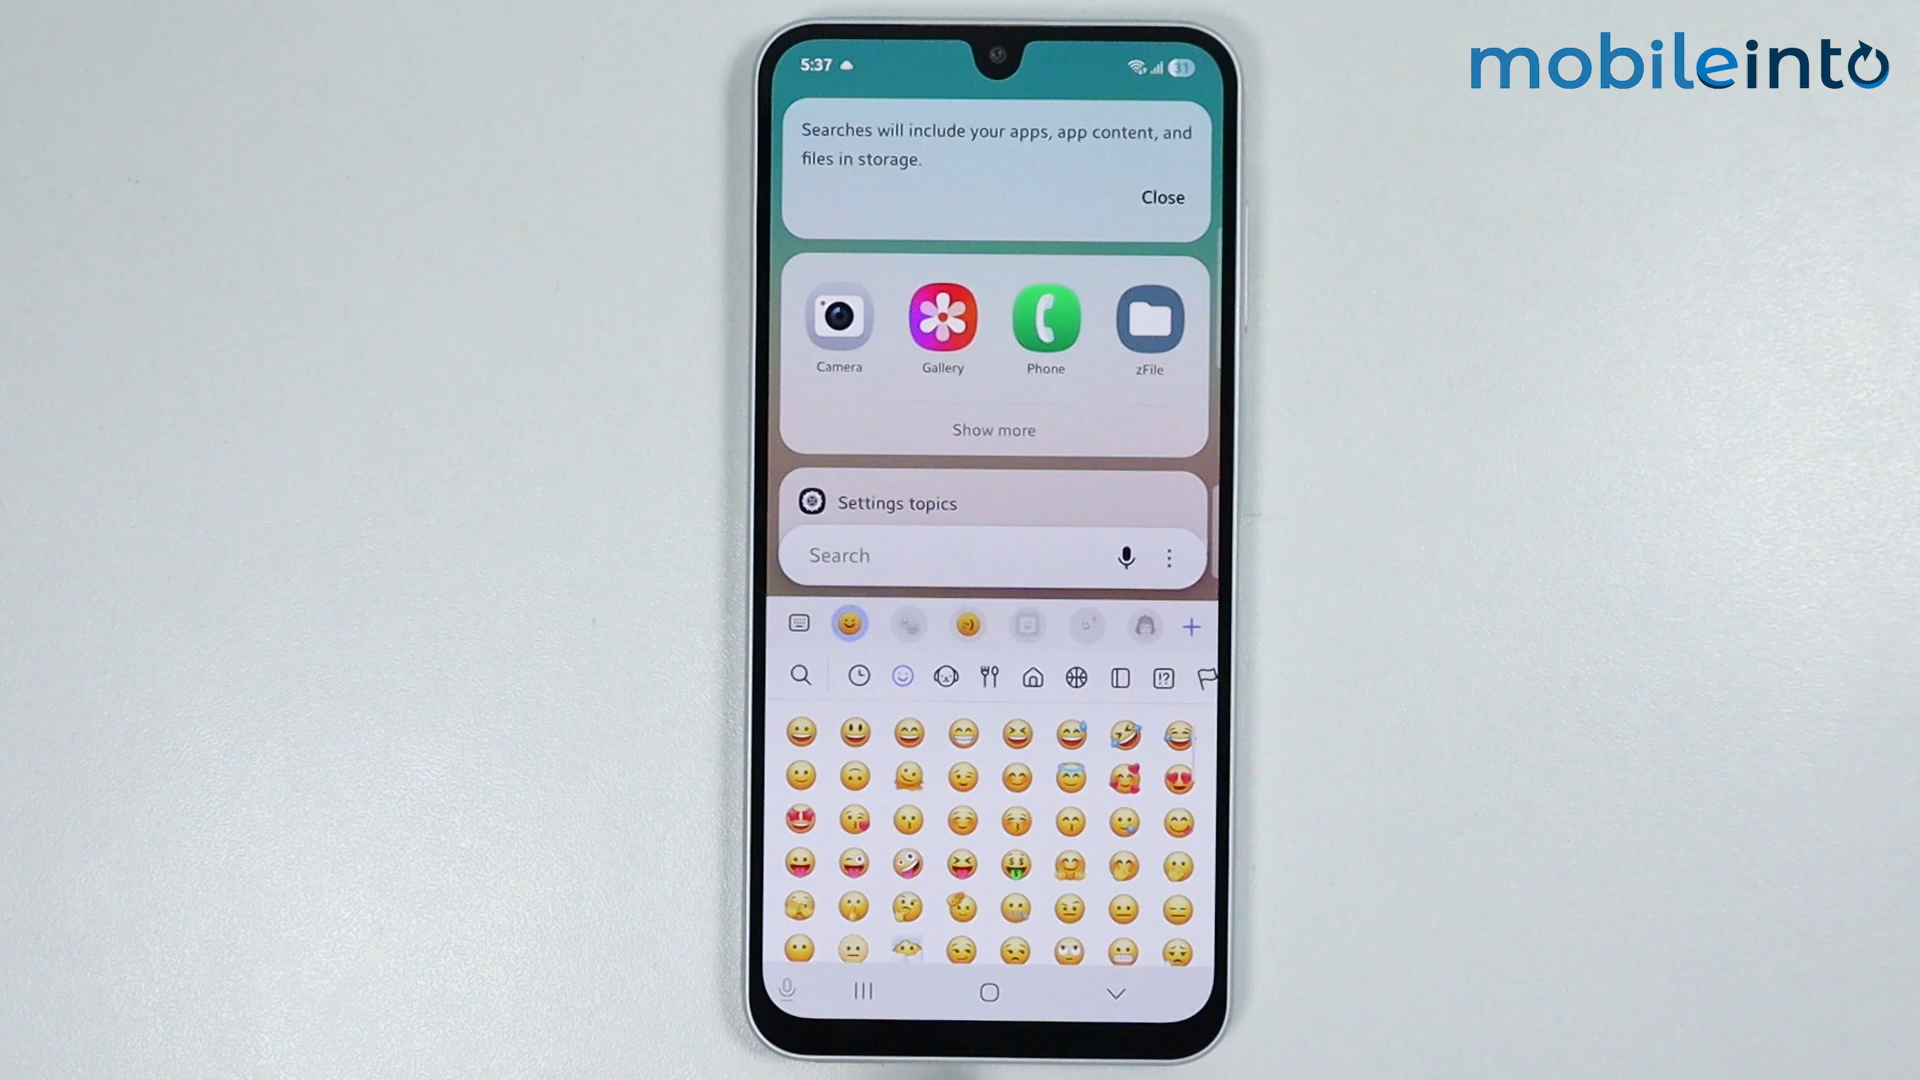 mobileinto
5:37
31
Searches will include your apps, app content, and
files in storage.
Close
Camera Gallery Phone zFile
Show more
Settings topics
Search